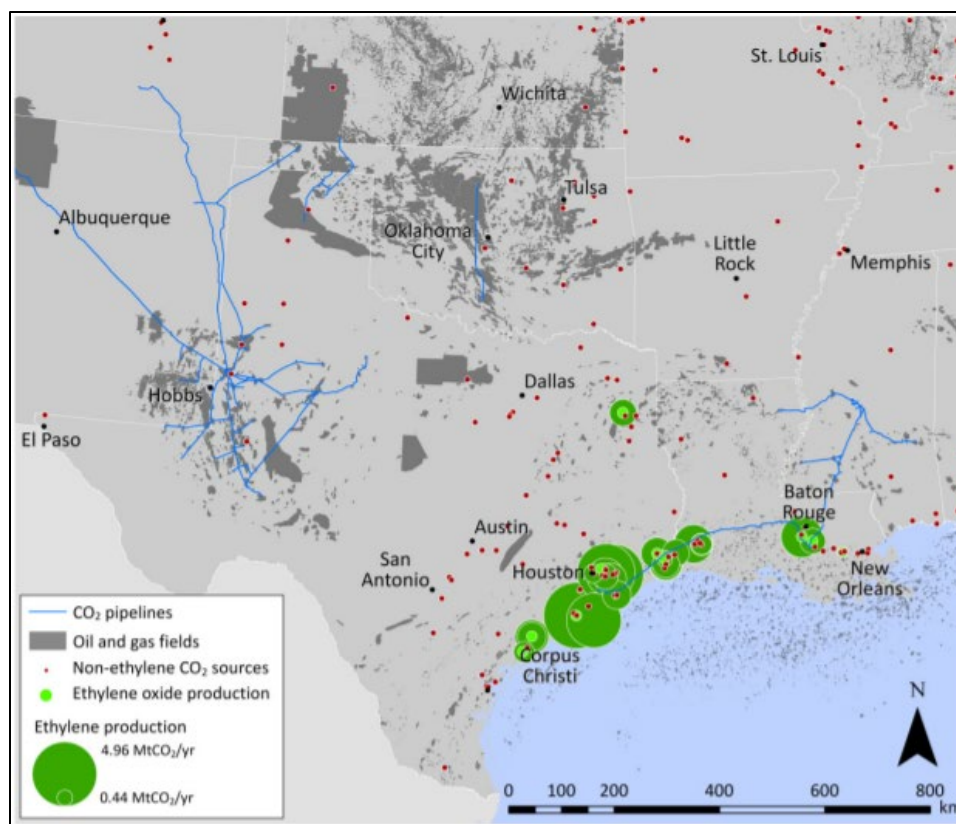 St. Louis
Wichita
Tulsa
Albuquerque
Oklahoma
City
Little
Rock
Memphis
Dallas
Hobbs
El Paso
Baton
Rouge
Austin
San
Antonio
Houston
New
Orleans
Corpus
Christi
CO₂ pipelines
Oil and gas fields
Non-ethylene CO₂ sources
Ethylene oxide production
Ethylene production
4.96 MtCO₂/yr
0.44 MtCO₂/yr
N
0 100 200 400 600 800
km